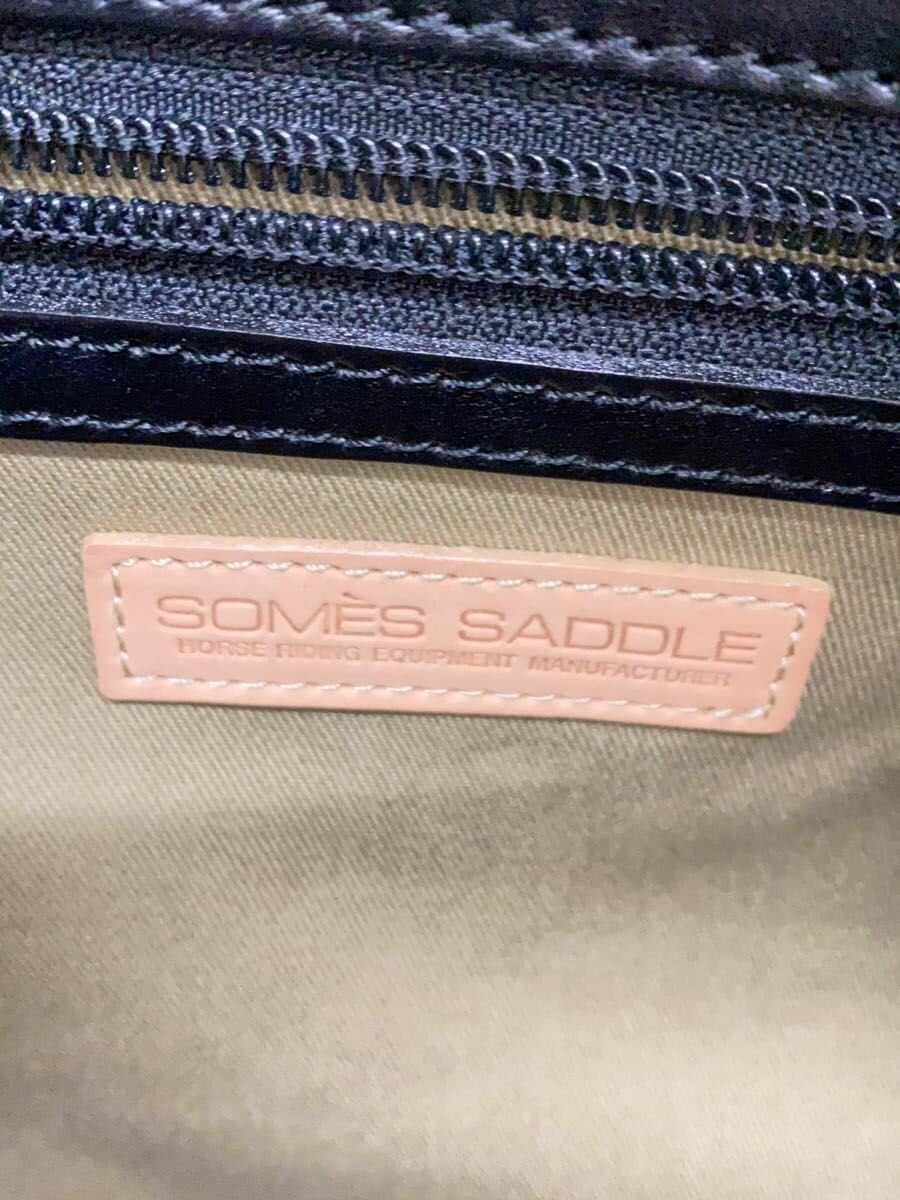 SOMÈS SADDLE
HORSE RIDING EQUIPMENT MANUFACTURER